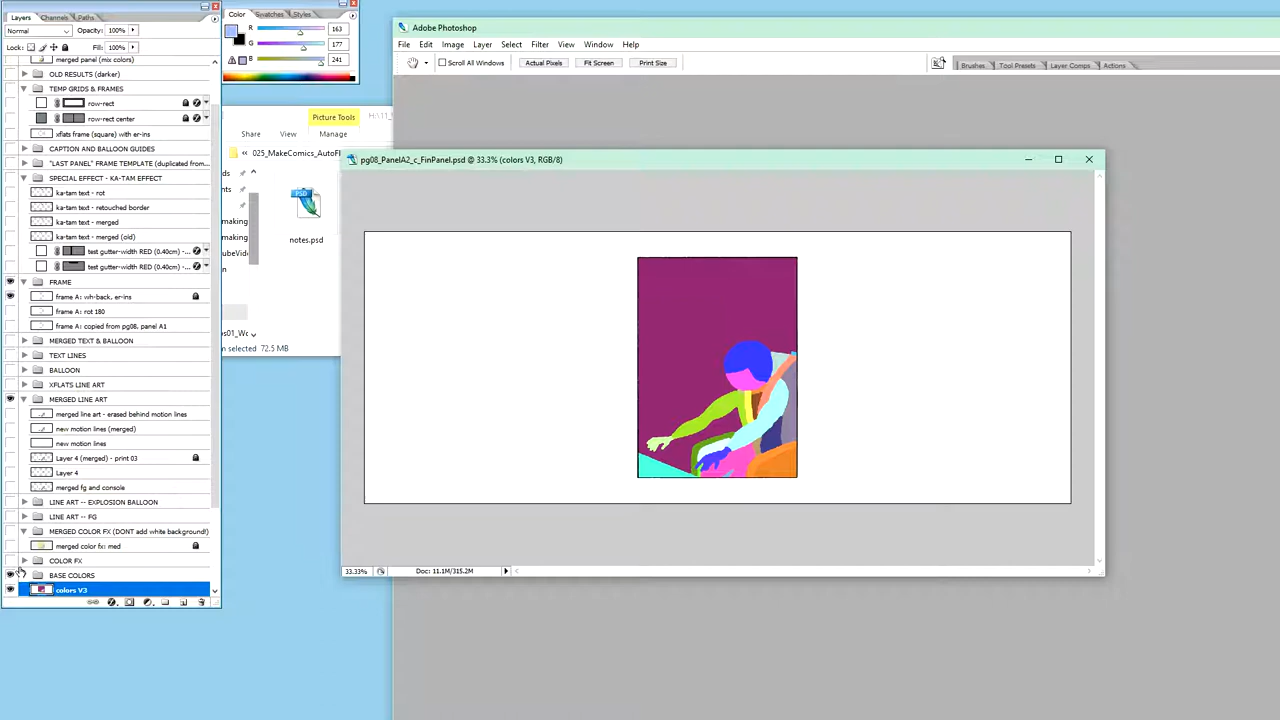 Layers Channels Paths
Normal Opacity: 100%
Lock: Fill: 100%
merged panel (mix colors)
OLD RESULTS (darker)
TEMP GRIDS & FRAMES
row-rect
row-rect center
xflats frame (square) with er-ins
CAPTION AND BALLOON GUIDES
"LAST PANEL" FRAME TEMPLATE (duplicated from...
SPECIAL EFFECT - KA-TAM EFFECT
ka-tam text - rot
ka-tam text - retouched border
ka-tam text - merged
ka-tam text - merged (old)
test gutter-width RED (0.40cm) -...
test gutter-width RED (0.40cm) -...
FRAME
frame A: wh-back, er-ins
frame A: rot 180
frame A: copied from pg08, panel A1
MERGED TEXT & BALLOON
TEXT LINES
BALLOON
XFLATS LINE ART
MERGED LINE ART
merged line art - erased behind motion lines
new motion lines (merged)
new motion lines
Layer 4 (merged) - print 03
Layer 4
merged fg and console
LINE ART -- EXPLOSION BALLOON
LINE ART -- FG
MERGED COLOR FX (DONT add white background!)
merged color fx: med
COLOR FX
BASE COLORS
colors V3
Color Swatches Styles
R 163
G 177
B 241
Picture Tools
Share View Manage
« 025_MakeComics_AutoFl
ds
ents
making
making
ubeVide
on
os01_Wo
notes.psd
n selected 72.5 MB
Adobe Photoshop
File Edit Image Layer Select Filter View Window Help
Scroll All Windows Actual Pixels Fit Screen Print Size
Brushes Tool Presets Layer Comps Actions
pg08_PanelA2_c_FinPanel.psd @ 33.3% (colors V3, RGB/8)
33.33% Doc: 11.1M/315.2M